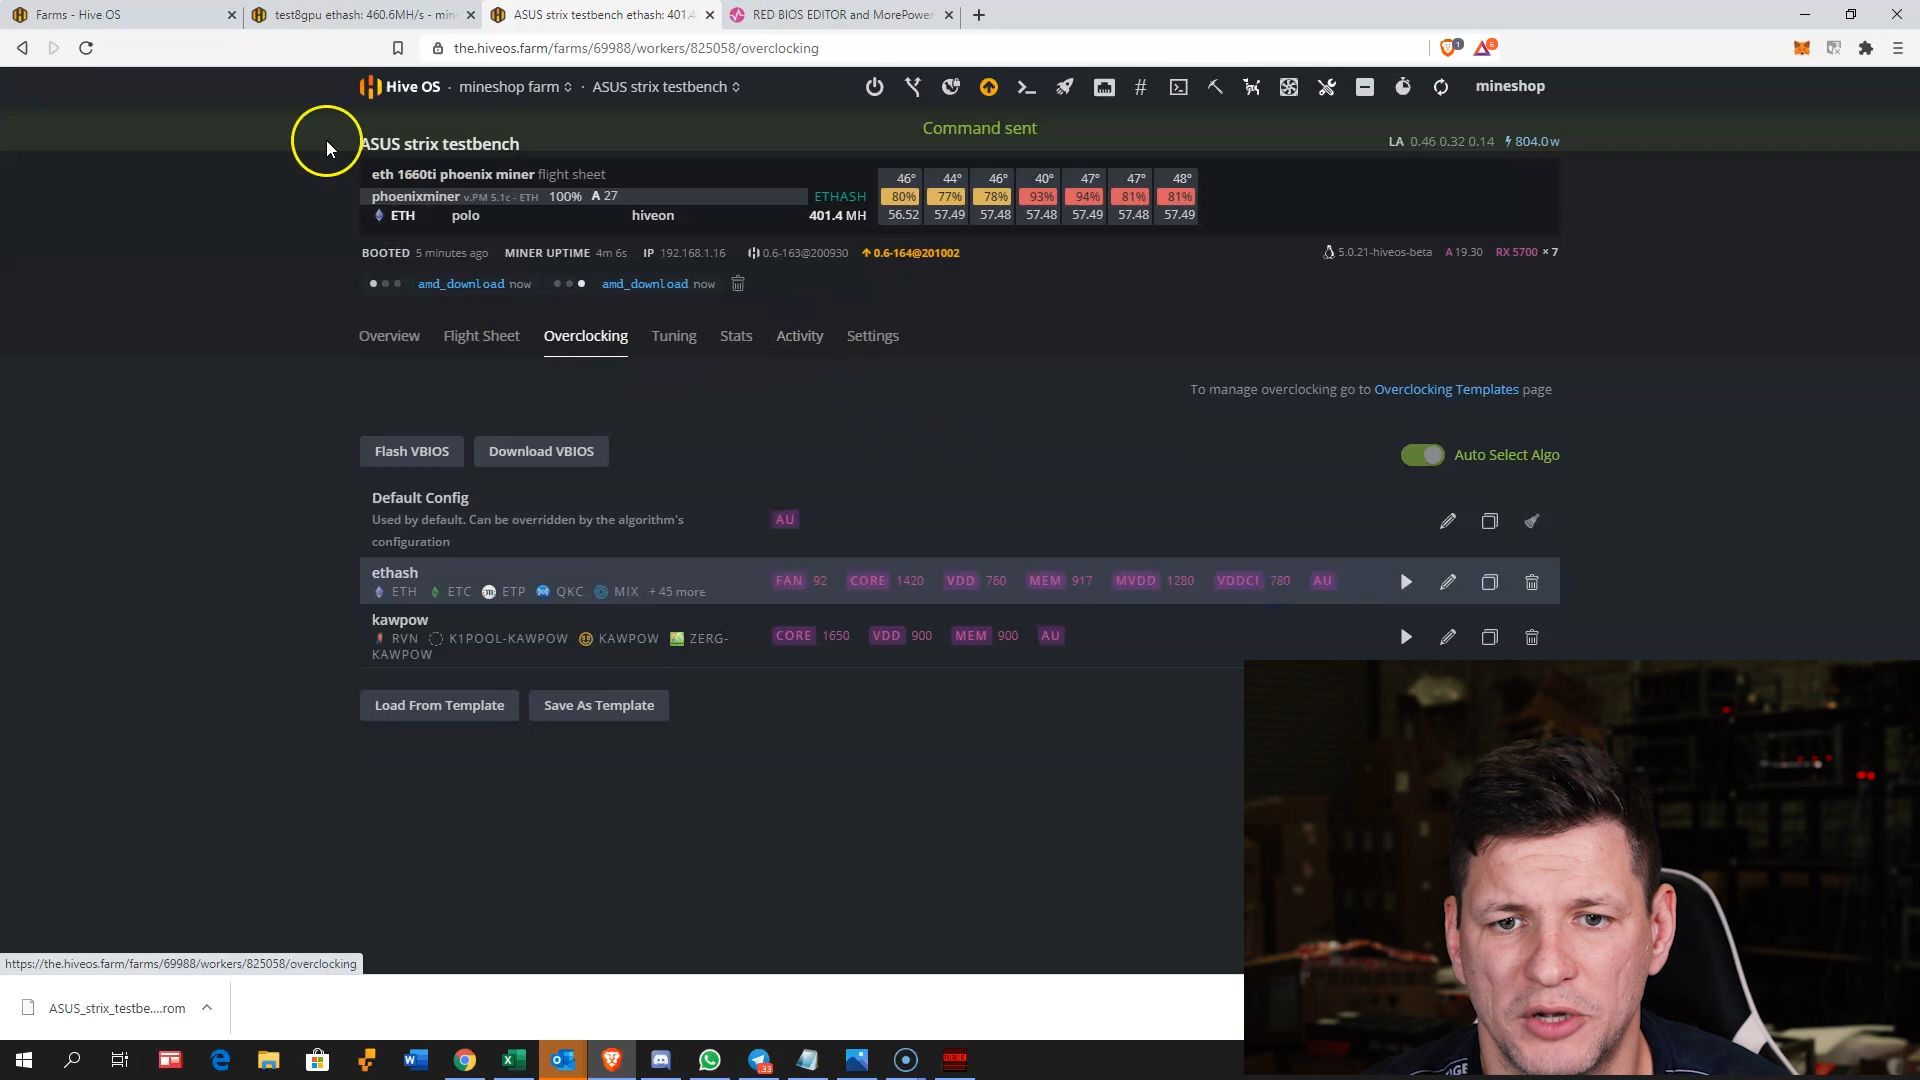 Farms - Hive OS
test8gpu ethash: 460.6MH/s - min
ASUS strix testbench ethash: 401.4
RED BIOS EDITOR and MorePower
the.hiveos.farm/farms/69988/workers/825058/overclocking
1
6
Hive OS · mineshop farm · ASUS strix testbench
mineshop
Command sent
ASUS strix testbench
LA 0.46 0.32 0.14 804.0 w
eth 1660ti phoenix miner flight sheet
46° 44° 46° 40° 47° 47° 48°
phoenixminer v.PM 5.1c - ETH 100% A 27 ETHASH 80% 77% 78% 93% 94% 81% 81%
ETH polo hiveon 401.4 MH 56.52 57.49 57.48 57.48 57.49 57.48 57.49
BOOTED 5 minutes ago MINER UPTIME 4m 6s IP 192.168.1.16 0.6-163@200930 0.6-164@201002 5.0.21-hiveos-beta A 19.30 RX 5700 × 7
amd_download now amd_download now
Overview Flight Sheet Overclocking Tuning Stats Activity Settings
To manage overclocking go to Overclocking Templates page
Flash VBIOS Download VBIOS Auto Select Algo
Default Config
Used by default. Can be overridden by the algorithm's
configuration
AU
ethash
ETH ETC ETP QKC MIX + 45 more
FAN 92 CORE 1420 VDD 760 MEM 917 MVDD 1280 VDDCI 780 AU
kawpow
RVN K1POOL-KAWPOW KAWPOW ZERG-
KAWPOW
CORE 1650 VDD 900 MEM 900 AU
Load From Template Save As Template
https://the.hiveos.farm/farms/69988/workers/825058/overclocking
ASUS_strix_testbe....rom
33